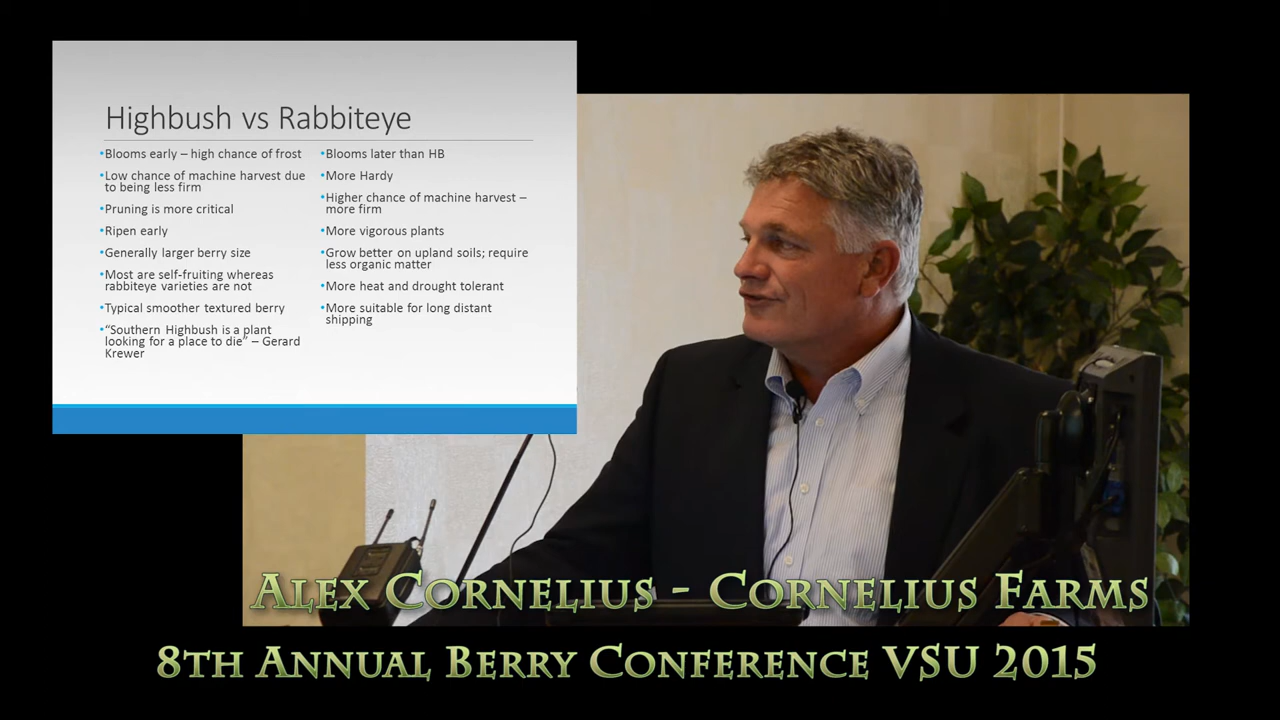 Highbush vs Rabbiteye
•Blooms early – high chance of frost
•Low chance of machine harvest due
to being less firm
•Pruning is more critical
•Ripen early
•Generally larger berry size
•Most are self-fruiting whereas
rabbiteye varieties are not
•Typical smoother textured berry
•“Southern Highbush is a plant
looking for a place to die” – Gerard
Krewer
•Blooms later than HB
•More Hardy
•Higher chance of machine harvest –
more firm
•More vigorous plants
•Grow better on upland soils; require
less organic matter
•More heat and drought tolerant
•More suitable for long distant
shipping
Alex Cornelius - Cornelius Farms
8th Annual Berry Conference VSU 2015